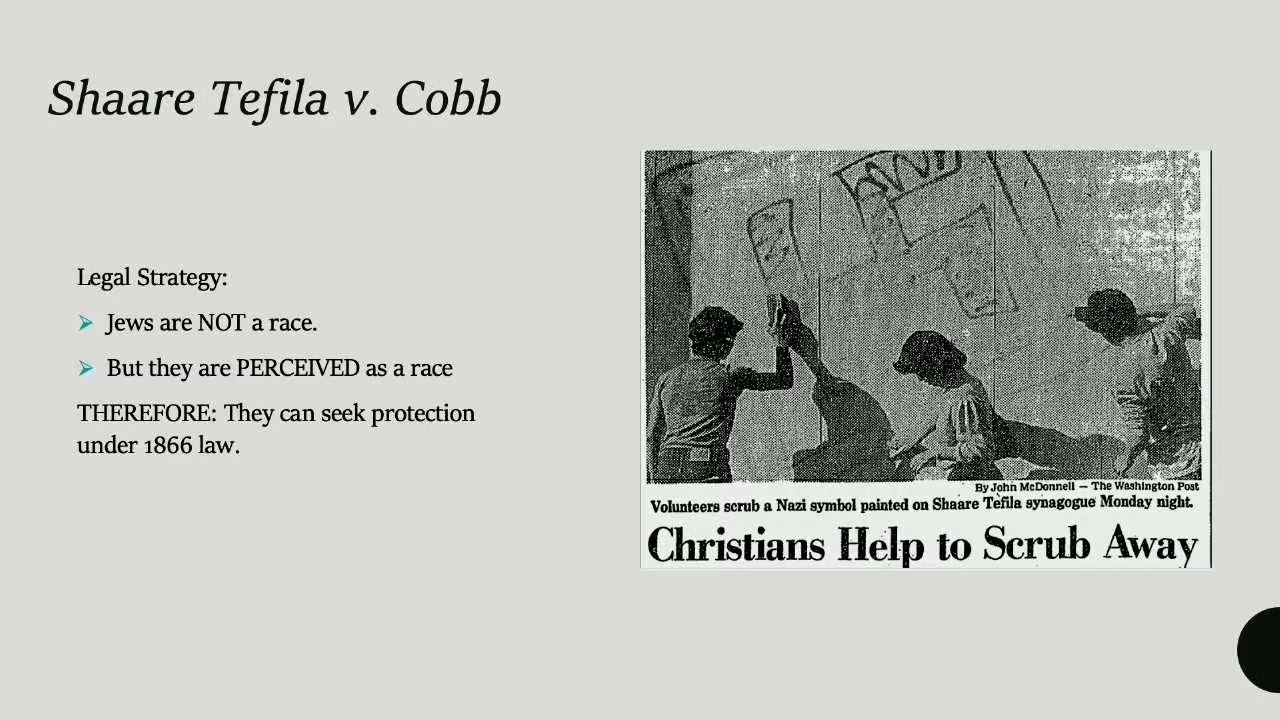 Shaare Tefila v. Cobb
Legal Strategy:
Jews are NOT a race.
But they are PERCEIVED as a race
THEREFORE: They can seek protection
under 1866 law.
By John McDonnell — The Washington Post
Volunteers scrub a Nazi symbol painted on Shaare Tefila synagogue Monday night.
Christians Help to Scrub Away